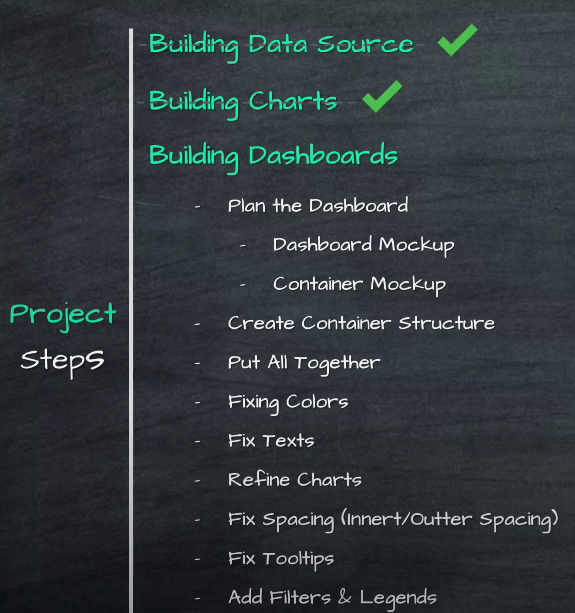 Building Data Source
Building Charts
Building Dashboards
- Plan the Dashboard
- Dashboard Mockup
- Container Mockup
- Create Container Structure
- Put All Together
- Fixing Colors
- Fix Texts
- Refine Charts
- Fix Spacing (Innert/Outter Spacing)
- Fix Tooltips
- Add Filters & Legends
Project
Steps